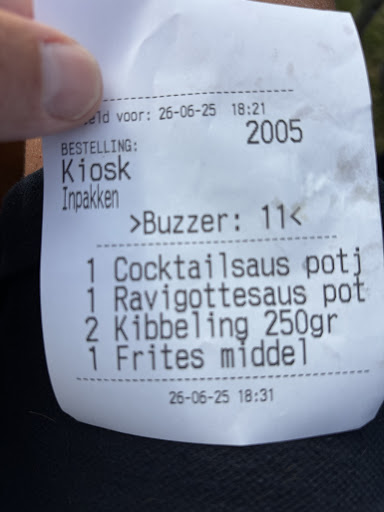 voor: 26-06-25 18:21
2005
BESTELLING:
Kiosk
Inpakken
>Buzzer: 11<
1 Cocktailsaus potj
1 Ravigottesaus pot
2 Kibbeling 250gr
1 Frites middel
26-06-25 18:31